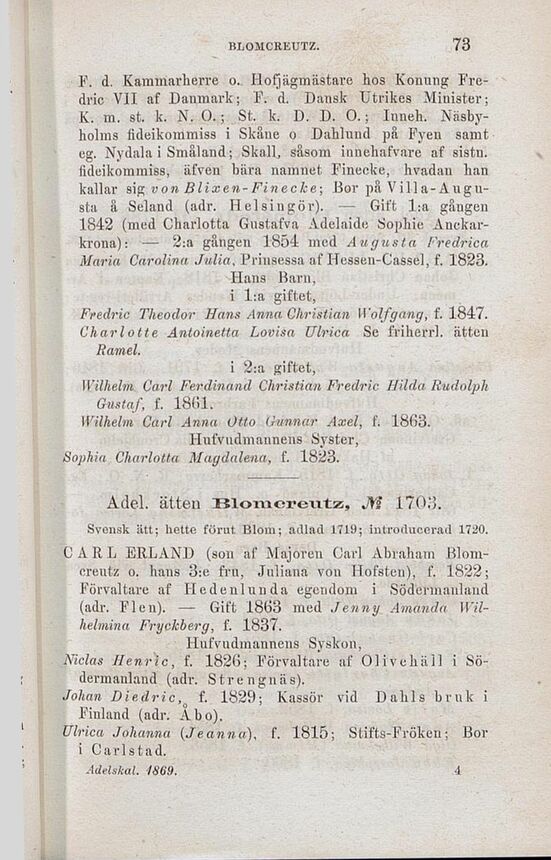 BLOMCREUTZ. 73
F. d. Kammarherre o. Hofjägmästare hos Konung Fre-
dric VII af Danmark; F. d. Dansk Utrikes Minister;
K. m. st. k. N. O.; St. k. D. D. O.; Inneh. Näsby-
holms fideikommiss i Skåne o Dahlund på Fyen samt
eg. Nydala i Småland; Skall, såsom innehafvare af sistn.
fideikommiss, äfven bära namnet Finecke, hvadan han
kallar sig von Blixen-Finecke; Bor på Villa-Augu-
sta å Seland (adr. Helsingör). — Gift 1:a gången
1842 (med Charlotta Gustafva Adelaide Sophie Anckar-
krona): — 2:a gången 1854 med Augusta Fredrica
Maria Carolina Julia, Prinsessa af Hessen-Cassel, f. 1823.
Hans Barn,
i 1:a giftet,
Fredric Theodor Hans Anna Christian Wolfgang, f. 1847.
Charlotte Antoinetta Lovisa Ulrica Se friherrl. ätten
Ramel.
i 2:a giftet,
Wilhelm Carl Ferdinand Christian Fredric Hilda Rudolph
Gustaf, f. 1861.
Wilhelm Carl Anna Otto Gunnar Axel, f. 1863.
Hufvudmannens Syster,
Sophia Charlotta Magdalena, f. 1823.
Adel. ätten Blomcreutz, № 1703.
Svensk ätt; hette förut Blom; adlad 1719; introducerad 1720.
CARL ERLAND (son af Majoren Carl Abraham Blom-
creutz o. hans 3:e fru, Juliana von Hofsten), f. 1822;
Förvaltare af Hedenlunda egendom i Södermanland
(adr. Flen). — Gift 1863 med Jenny Amanda Wil-
helmina Fryckberg, f. 1837.
Hufvudmannens Syskon,
Niclas Henric, f. 1826; Förvaltare af Olivehäll i Sö-
dermanland (adr. Strengnäs).
Johan Diedric, f. 1829; Kassör vid Dahls bruk i
Finland (adr. Åbo).
Ulrica Johanna (Jeanna), f. 1815; Stifts-Fröken; Bor
i Carlstad.
Adelskal. 1869. 4